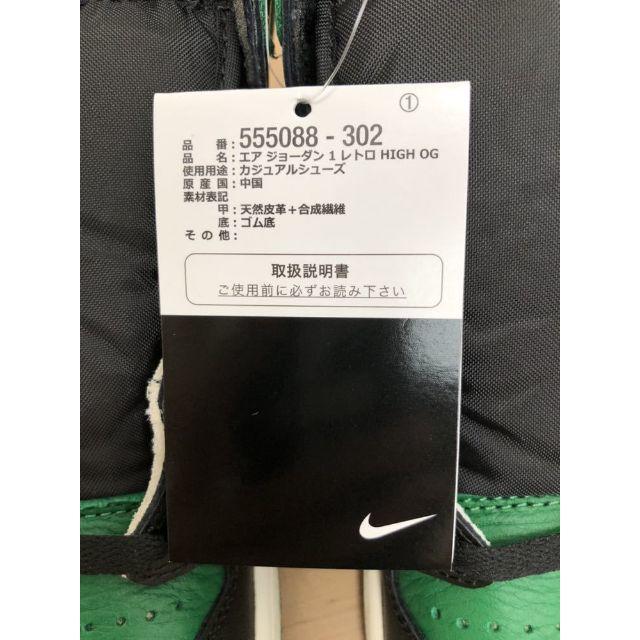 ①
品 番：555088 - 302
品 名：エア ジョーダン 1 レトロ HIGH OG
使用用途：カジュアルシューズ
原 産 国：中国
素材表記
甲：天然皮革＋合成繊維
底：ゴム底
そ の 他：
取扱説明書
ご使用前に必ずお読み下さい